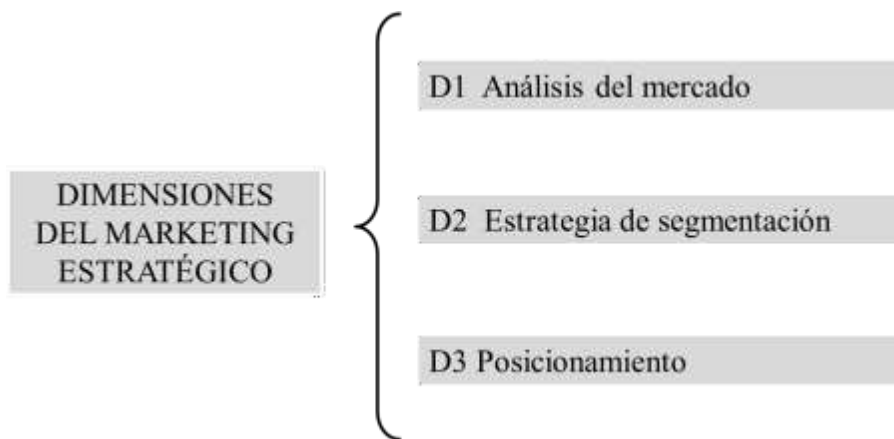 DIMENSIONES
DEL MARKETING
ESTRATÉGICO
D1 Análisis del mercado
D2 Estrategia de segmentación
D3 Posicionamiento